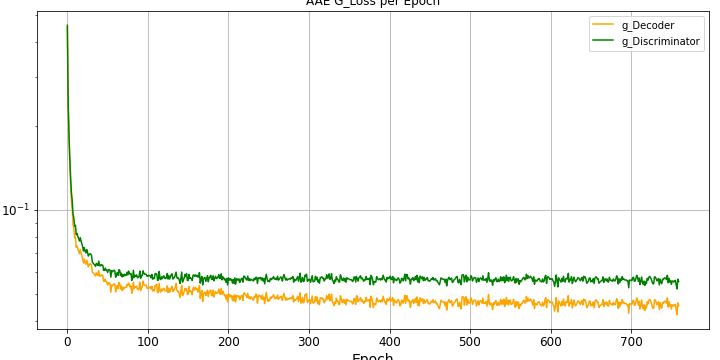 AAE G_Loss per Epoch
g_Decoder
g_Discriminator
10⁻¹
0 100 200 300 400 500 600 700
Epoch